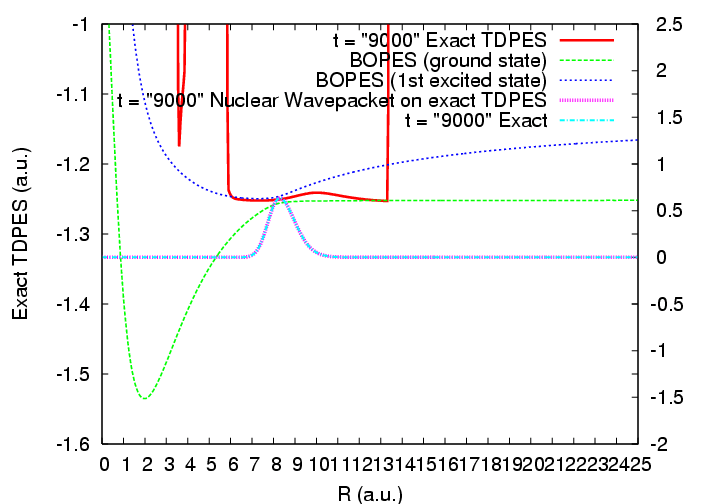 t = "9000" Exact TDPES
BOPES (ground state)
BOPES (1st excited state)
t = "9000" Nuclear Wavepacket on exact TDPES
t = "9000" Exact
Exact TDPES (a.u.)
-1
-1.1
-1.2
-1.3
-1.4
-1.5
-1.6
2.5
2
1.5
1
0.5
0
-0.5
-1
-1.5
-2
0 1 2 3 4 5 6 7 8 9 10 11 12 13 14 15 16 17 18 19 20 21 22 23 24 25
R (a.u.)